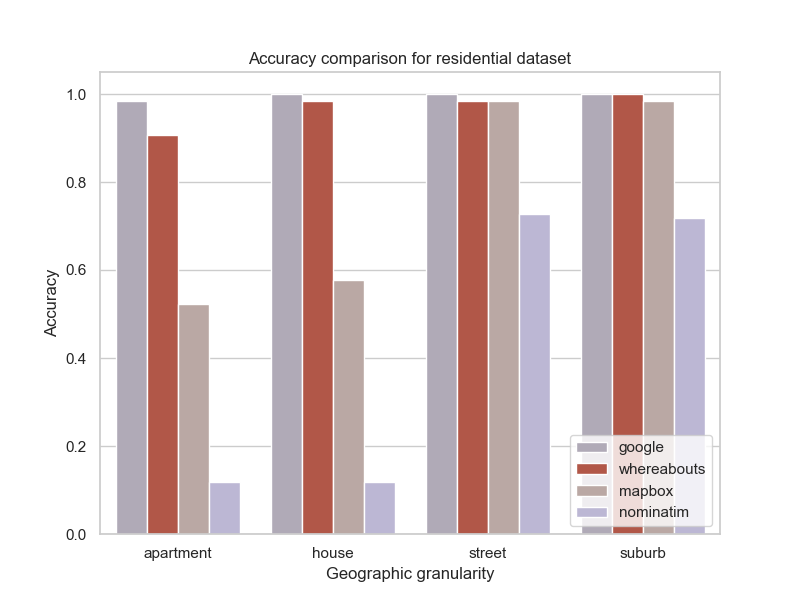 Accuracy comparison for residential dataset
1.0
0.8
0.6
0.4
0.2
0.0
Accuracy
google
whereabouts
mapbox
nominatim
apartment house street suburb
Geographic granularity